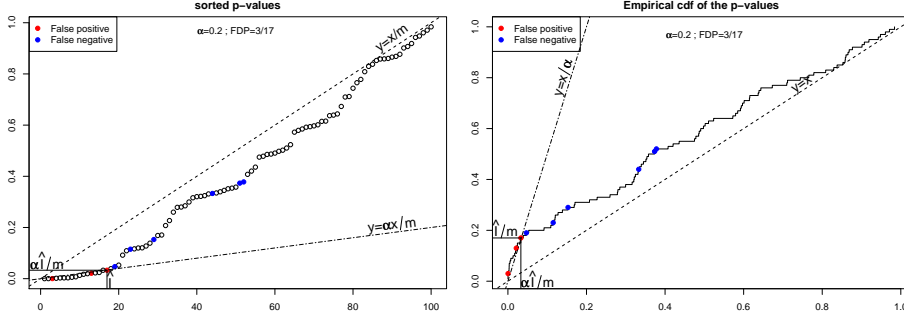 sorted p-values
False positive
False negative
α=0.2 ; FDP=3/17
y=x/m
y=αx/m
αl̂/m
l̂
0.0
0.2
0.4
0.6
0.8
1.0
0
20
40
60
80
100
Empirical cdf of the p-values
False positive
False negative
α=0.2 ; FDP=3/17
y=x/α
y=x
l̂/m
αl̂/m
0.0
0.2
0.4
0.6
0.8
1.0
0.0
0.2
0.4
0.6
0.8
1.0